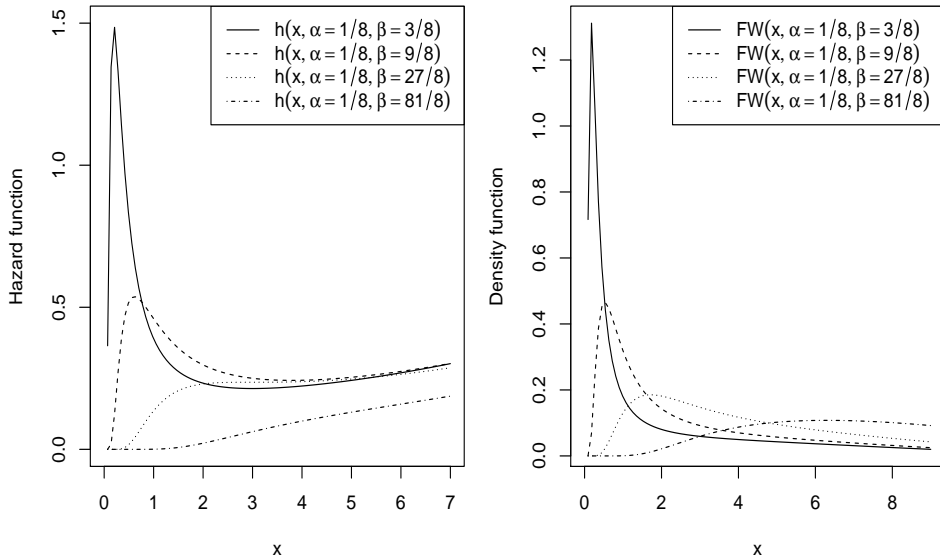 h(x, α = 1/8, β = 3/8)
h(x, α = 1/8, β = 9/8)
h(x, α = 1/8, β = 27/8)
h(x, α = 1/8, β = 81/8)
Hazard function
0.0
0.5
1.0
1.5
0 1 2 3 4 5 6 7
x
FW(x, α = 1/8, β = 3/8)
FW(x, α = 1/8, β = 9/8)
FW(x, α = 1/8, β = 27/8)
FW(x, α = 1/8, β = 81/8)
Density function
0.0
0.2
0.4
0.6
0.8
1.0
1.2
0 2 4 6 8
x